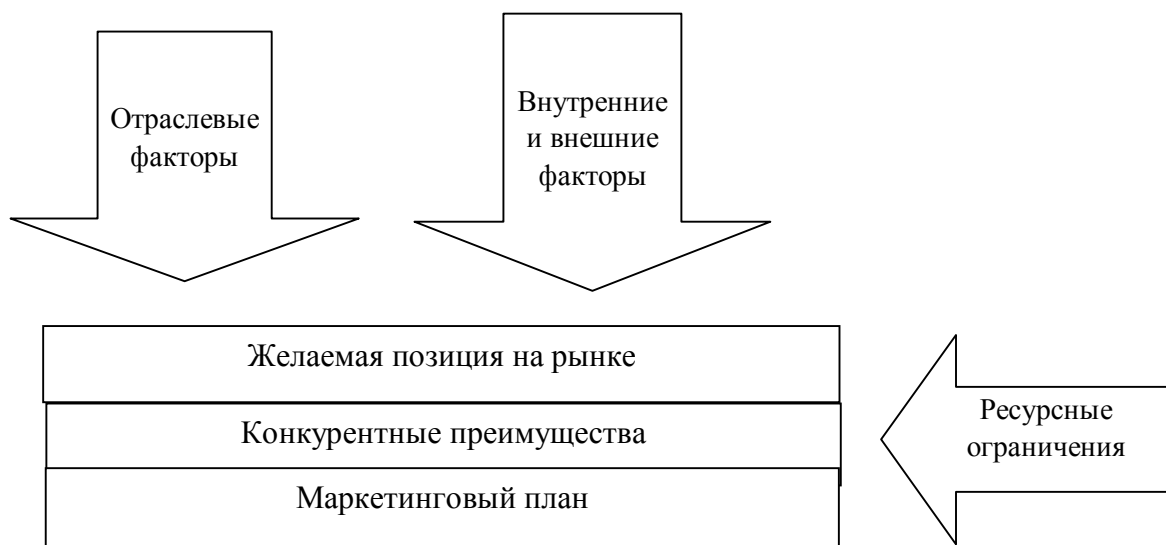 Отраслевые
факторы
Внутренние
и внешние
факторы
Желаемая позиция на рынке
Конкурентные преимущества
Маркетинговый план
Ресурсные
ограничения